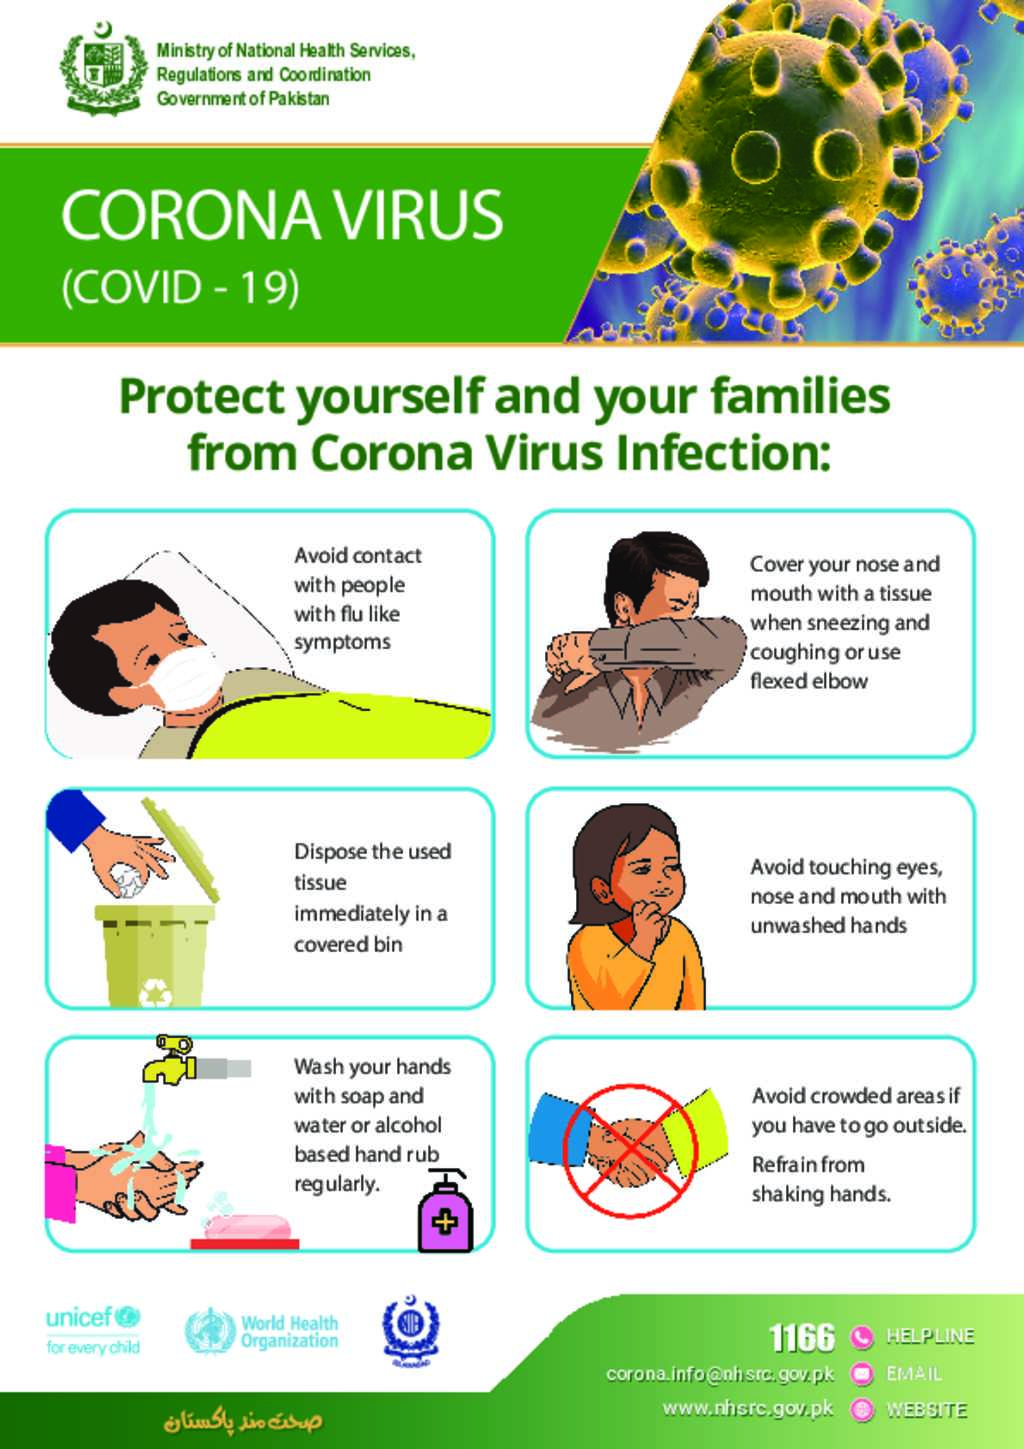 Ministry of National Health Services,
Regulations and Coordination
Government of Pakistan
CORONA VIRUS
(COVID - 19)
Protect yourself and your families
from Corona Virus Infection:
Avoid contact
with people
with flu like
symptoms
Cover your nose and
mouth with a tissue
when sneezing and
coughing or use
flexed elbow
Dispose the used
tissue
immediately in a
covered bin
Avoid touching eyes,
nose and mouth with
unwashed hands
Wash your hands
with soap and
water or alcohol
based hand rub
regularly.
Avoid crowded areas if
you have to go outside.
Refrain from
shaking hands.
unicef
for every child
World Health
Organization
ISLAMABAD
1166 HELPLINE
corona.info@nhsrc.gov.pk EMAIL
www.nhsrc.gov.pk WEBSITE
صحت مند پاکستان